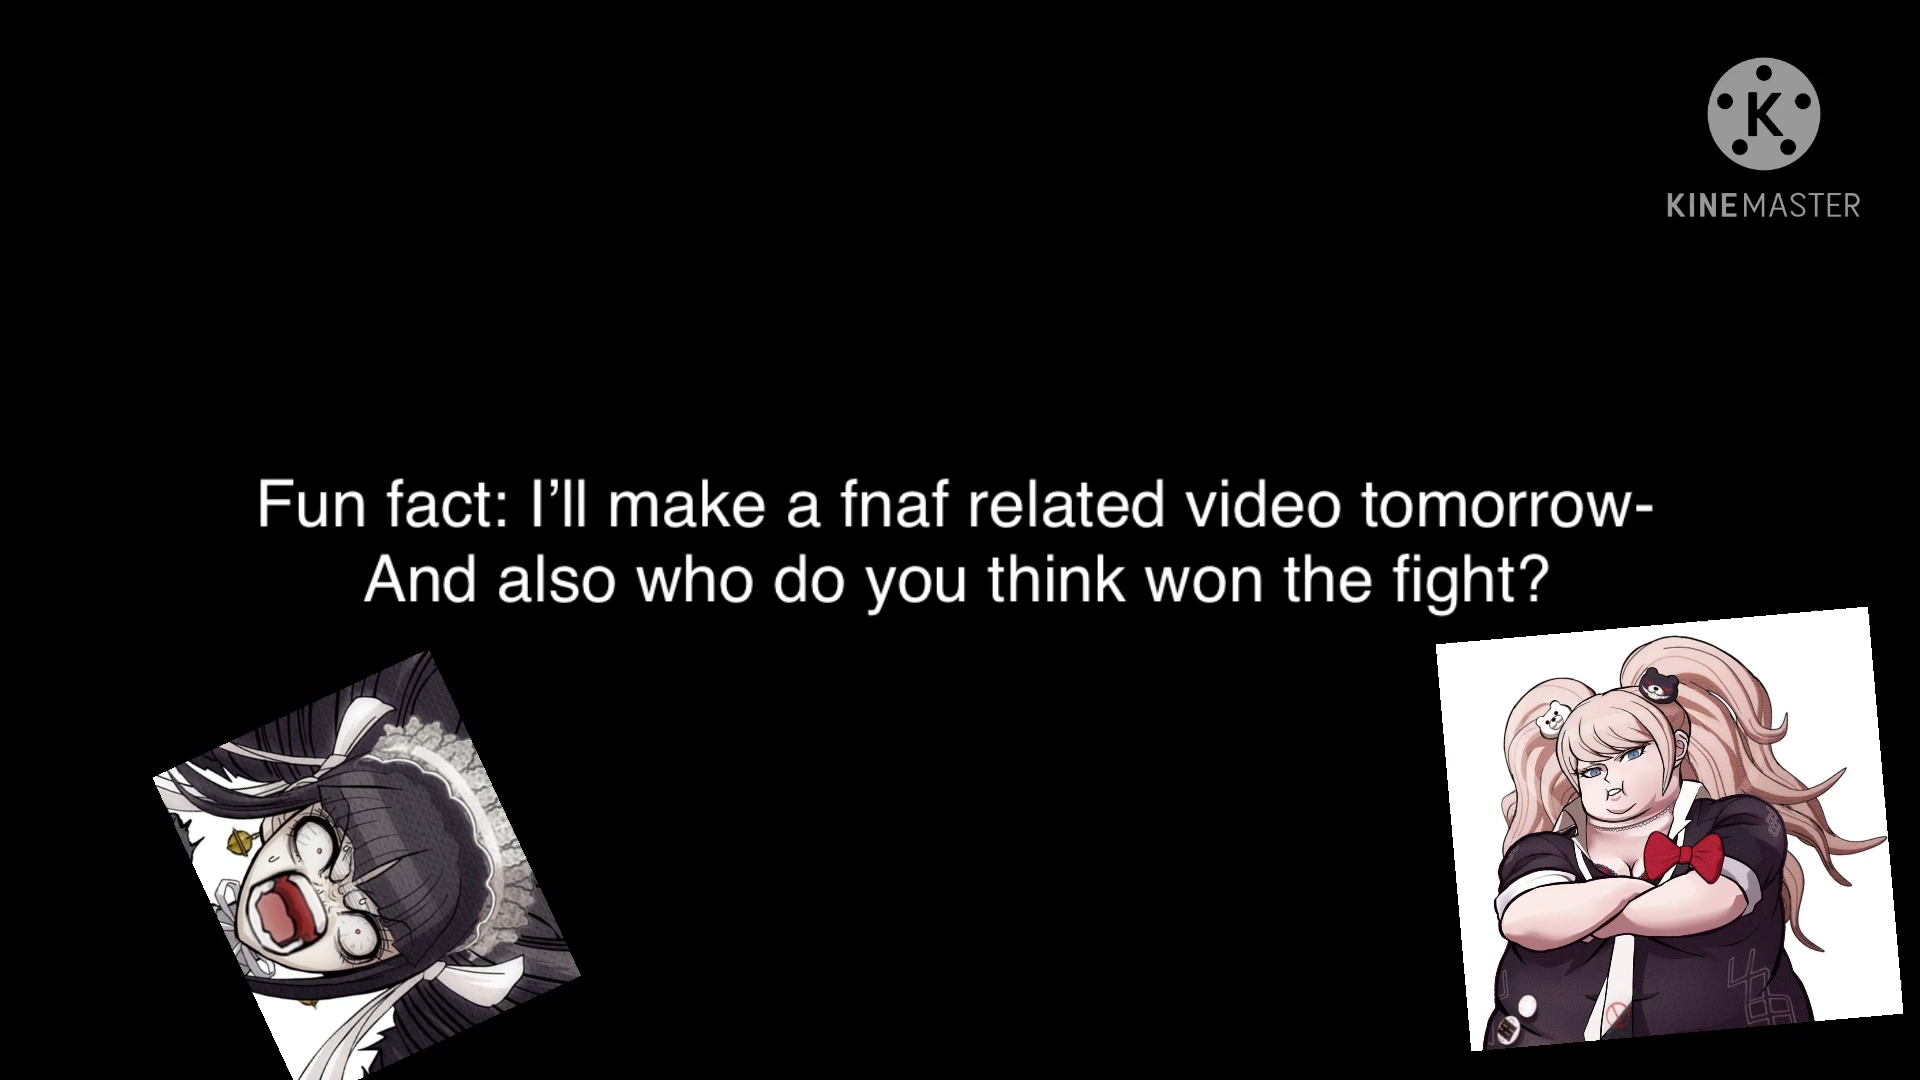 K
KINEMASTER
Fun fact: I’ll make a fnaf related video tomorrow-
And also who do you think won the fight?